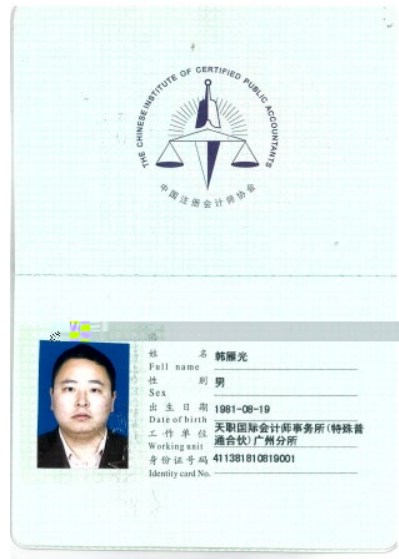 THE CHINESE INSTITUTE OF CERTIFIED PUBLIC ACCOUNTANTS
中国注册会计师协会
姓 名 韩雁光
Full name
性 别 男
Sex
出 生 日 期 1981-08-19
Date of birth
工 作 单 位 天职国际会计师事务所(特殊普
通合伙)广州分所
Working unit
身份证号码 411381810819001
Identity card No.